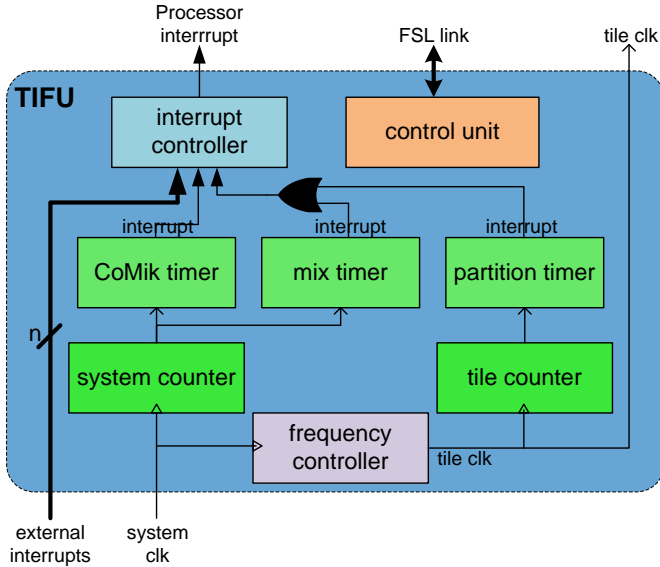 Processor
interrrupt
FSL link
tile clk
TIFU
interrupt
controller
control unit
interrupt
interrupt
interrupt
CoMik timer
mix timer
partition timer
n
system counter
tile counter
frequency
controller
tile clk
external
interrupts
system
clk